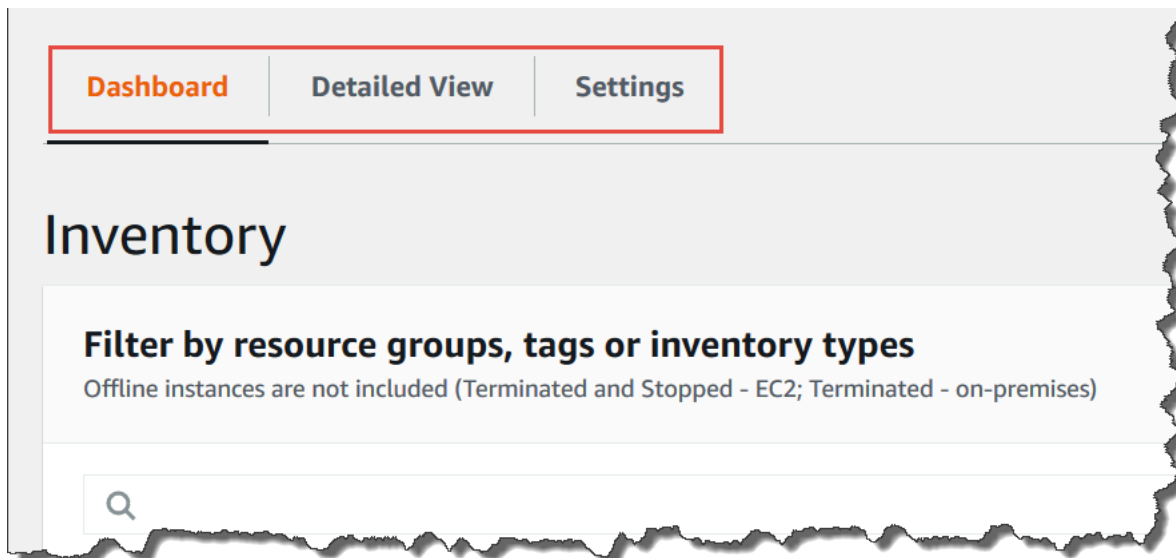 Dashboard Detailed View Settings
Inventory
Filter by resource groups, tags or inventory types
Offline instances are not included (Terminated and Stopped - EC2; Terminated - on-premises)